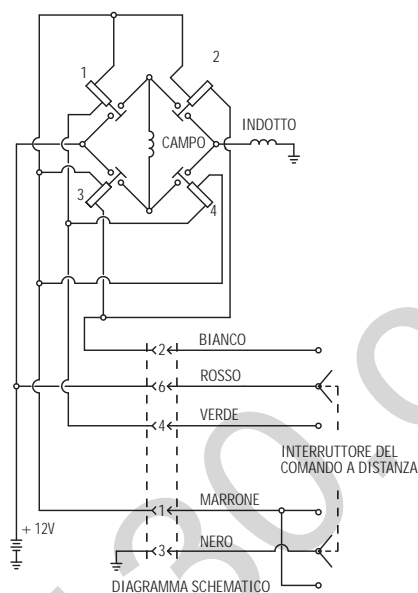 1
2
INDOTTO
CAMPO
3
4
2
BIANCO
6
ROSSO
4
VERDE
INTERRUTTORE DEL
COMANDO A DISTANZA
1
MARRONE
+ 12V
3
NERO
DIAGRAMMA SCHEMATICO